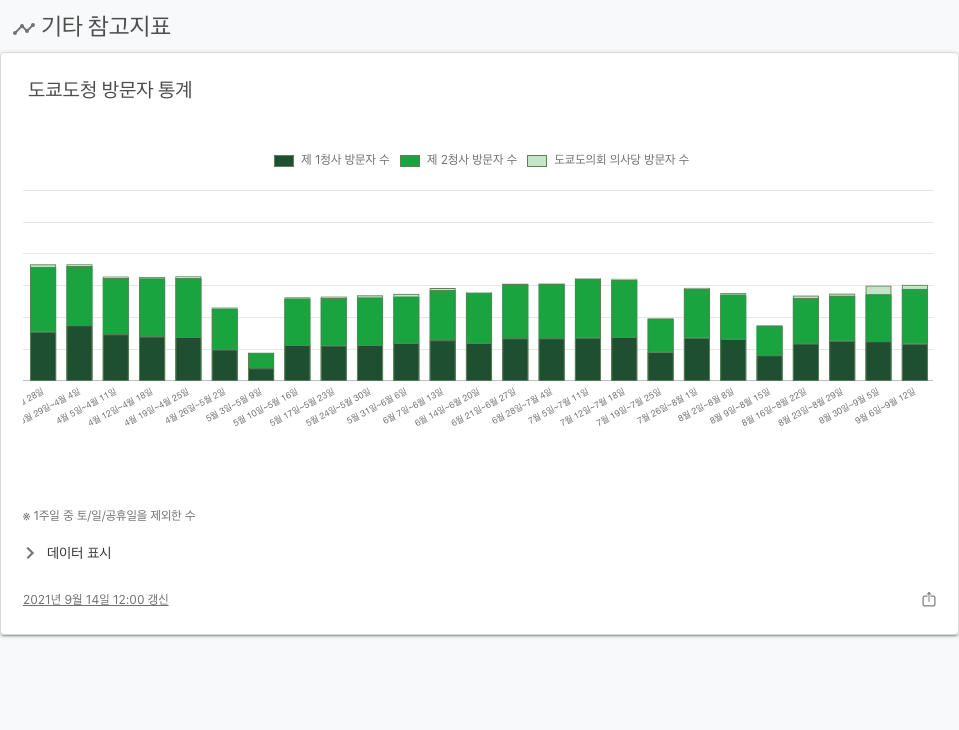 기타 참고지표
도쿄도청 방문자 통계
제 1청사 방문자 수 제 2청사 방문자 수 도쿄도의회 의사당 방문자 수
28일
월 29일~4월 4일
4월 5일~4월 11일
4월 12일~4월 18일
4월 19일~4월 25일
4월 26일~5월 2일
5월 3일~5월 9일
5월 10일~5월 16일
5월 17일~5월 23일
5월 24일~5월 30일
5월 31일~6월 6일
6월 7일~6월 13일
6월 14일~6월 20일
6월 21일~6월 27일
6월 28일~7월 4일
7월 5일~7월 11일
7월 12일~7월 18일
7월 19일~7월 25일
7월 26일~8월 1일
8월 2일~8월 8일
8월 9일~8월 15일
8월 16일~8월 22일
8월 23일~8월 29일
8월 30일~9월 5일
9월 6일~9월 12일
※ 1주일 중 토/일/공휴일을 제외한 수
데이터 표시
2021년 9월 14일 12:00 갱신